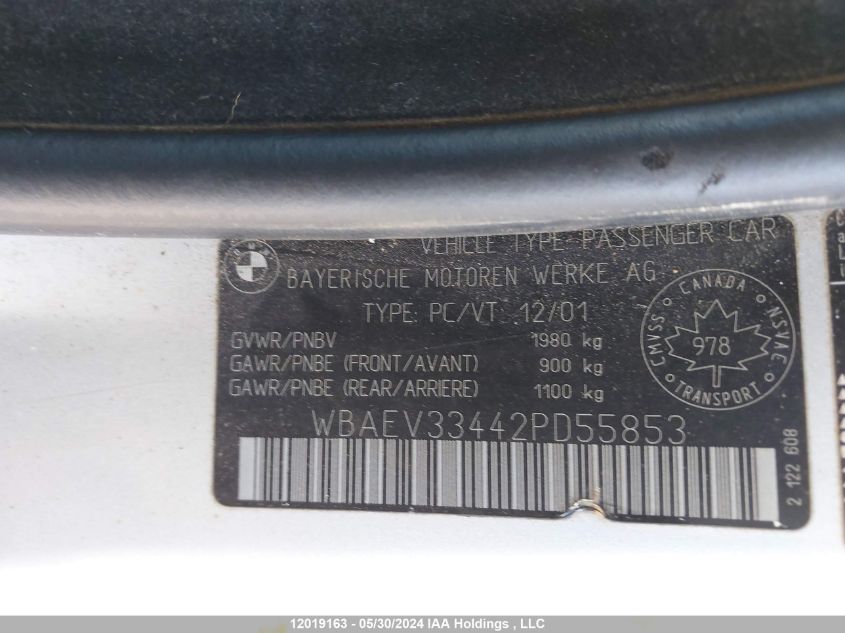 VEHICLE TYPE-PASSENGER CAR
BAYERISCHE MOTOREN WERKE AG
TYPE: PC/VT 12/01
GVWR/PNBV 1980 kg
GAWR/PNBE (FRONT/AVANT) 900 kg
GAWR/PNBE (REAR/ARRIERE) 1100 kg
WBAEV33442PD55853
CANADA
CMVSS
NSVAC
978
TRANSPORT
2 122 608
12019163 - 05/30/2024 IAA Holdings , LLC